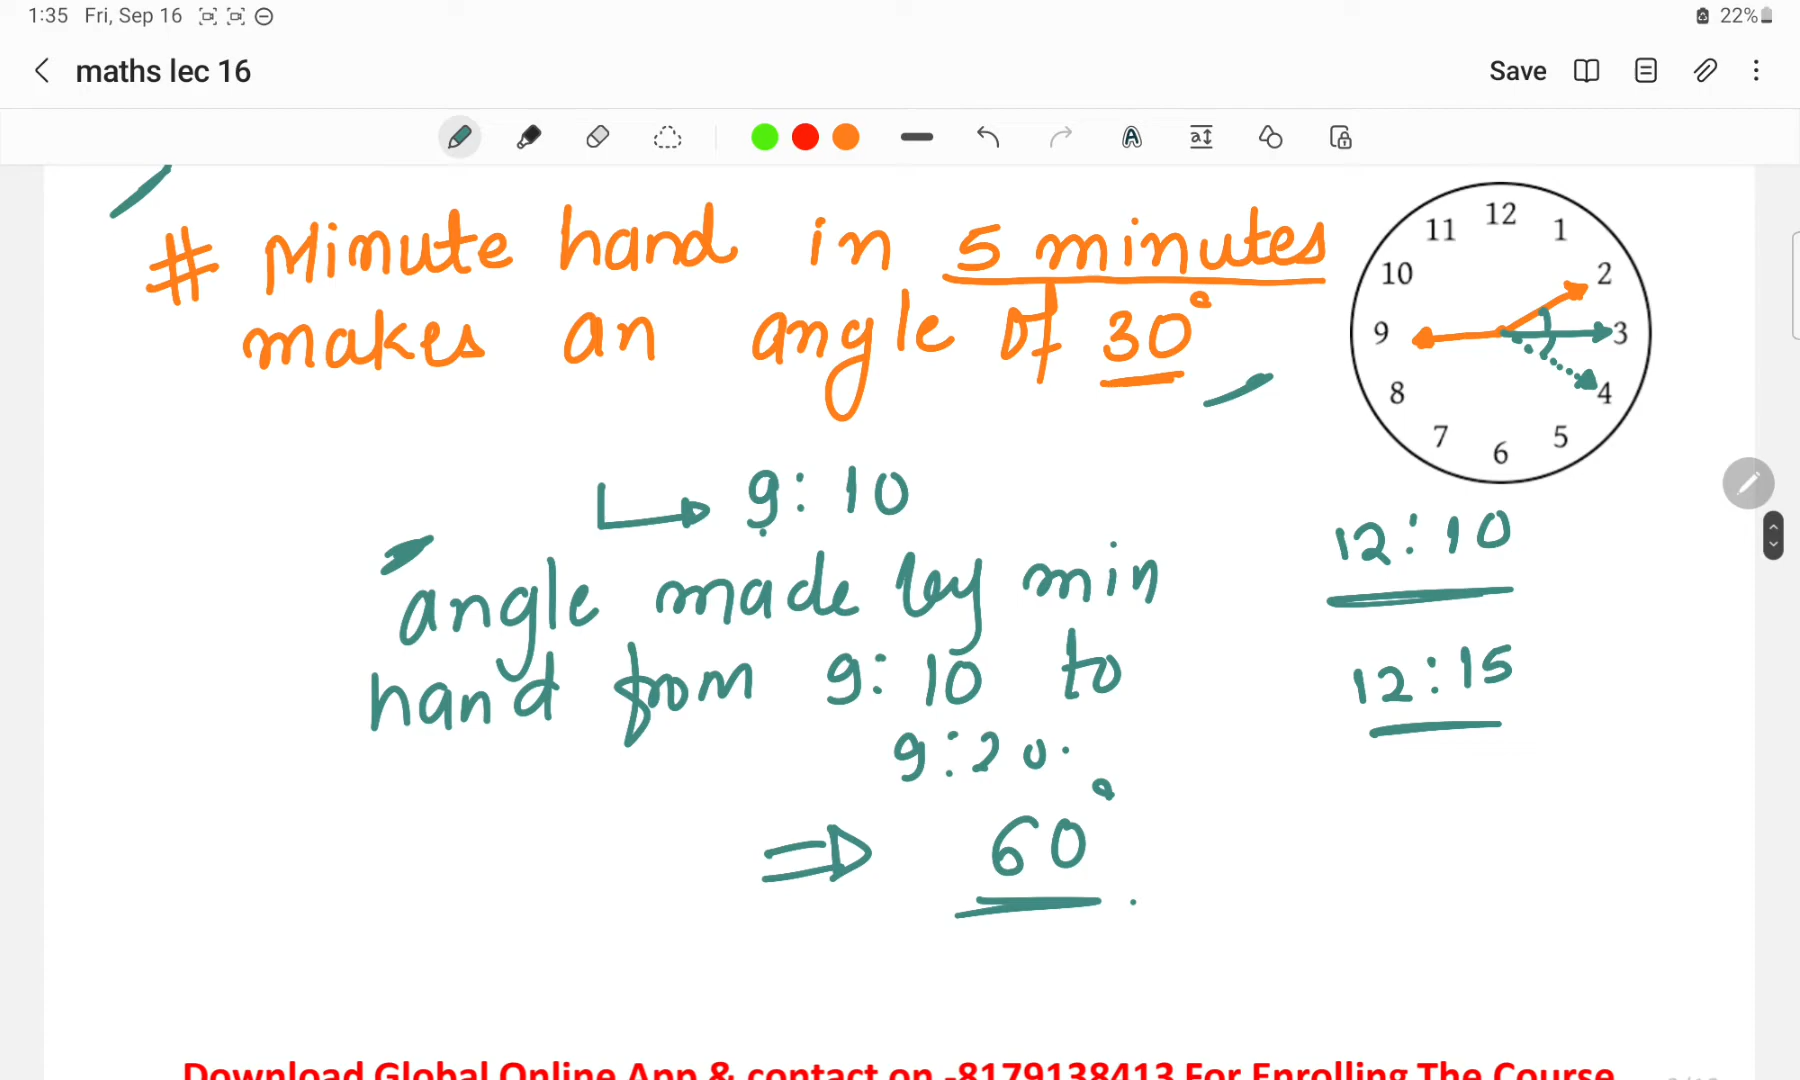 1:35 Fri, Sep 16
22%
maths lec 16
Save
# Minute hand in 5 minutes
makes an angle of 30°
12
11 1
10 2
9 3
8 4
7 5
6
9:10
angle made by min
hand from 9:10 to
9:20.
⇒ 60°.
12:10
12:15
Download Global Online App & contact on -8179138413 For Enrolling The Course